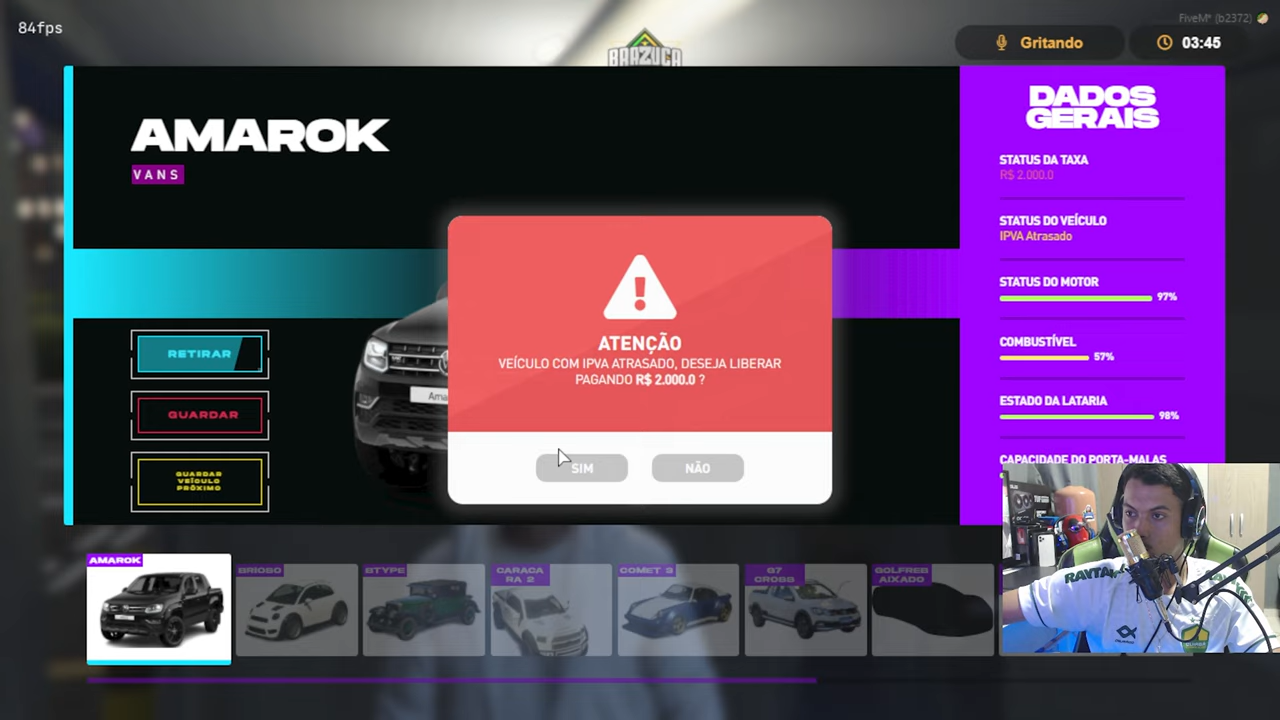 84fps
FiveM® (b2372)
BRAZUCA
Gritando
03:45
AMAROK
VANS
DADOS
GERAIS
STATUS DA TAXA
R$ 2.000.0
STATUS DO VEÍCULO
IPVA Atrasado
STATUS DO MOTOR
97%
COMBUSTÍVEL
57%
ESTADO DA LATARIA
98%
CAPACIDADE DO PORTA-MALAS
RETIRAR
GUARDAR
GUARDAR
VEÍCULO
PRÓXIMO
Ama
ATENÇÃO
VEÍCULO COM IPVA ATRASADO, DESEJA LIBERAR
PAGANDO R$ 2.000.0 ?
SIM
NÃO
AMAROK
BRIOSO
BTYPE
CARACA
RA 2
COMET 3
G7
CROSS
GOLFREB
AIXADO